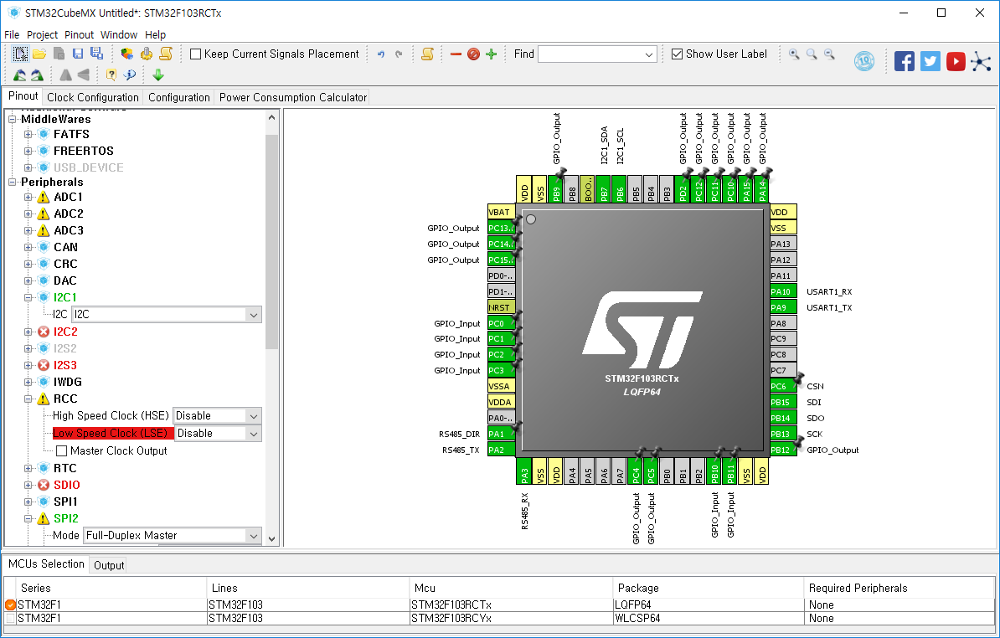 STM32CubeMX Untitled*: STM32F103RCTx
File Project Pinout Window Help
Keep Current Signals Placement
Find
Show User Label
10
Pinout Clock Configuration Configuration Power Consumption Calculator
MiddleWares
FATFS
FREERTOS
USB_DEVICE
Peripherals
ADC1
ADC2
ADC3
CAN
CRC
DAC
I2C1
I2C I2C
I2C2
I2S2
I2S3
IWDG
RCC
High Speed Clock (HSE) Disable
Low Speed Clock (LSE) Disable
Master Clock Output
RTC
SDIO
SPI1
SPI2
Mode Full-Duplex Master
GPIO_Output
I2C1_SDA
I2C1_SCL
GPIO_Output
GPIO_Output
GPIO_Output
GPIO_Output
GPIO_Output
GPIO_Output
VDD
VSS
PB9
PB8
BOO..
PB7
PB6
PB5
PB4
PB3
PD2
PC12
PC11
PC10
PA15
PA14
VBAT
GPIO_Output PC13..
GPIO_Output PC14..
GPIO_Output PC15..
PD0-..
PD1-..
NRST
GPIO_Input PC0
GPIO_Input PC1
GPIO_Input PC2
GPIO_Input PC3
VSSA
VDDA
PA0-..
RS485_DIR PA1
RS485_TX PA2
ST
STM32F103RCTx
LQFP64
VDD
VSS
PA13
PA12
PA11
PA10 USART1_RX
PA9 USART1_TX
PA8
PC9
PC8
PC7
PC6 CSN
PB15 SDI
PB14 SDO
PB13 SCK
PB12 GPIO_Output
PA3
VSS
VDD
PA4
PA5
PA6
PA7
PC4
PC5
PB0
PB1
PB2
PB10
PB11
VSS
VDD
RS485_RX
GPIO_Output
GPIO_Output
GPIO_Input
GPIO_Input
MCUs Selection Output
Series Lines Mcu Package Required Peripherals
STM32F1 STM32F103 STM32F103RCTx LQFP64 None
STM32F1 STM32F103 STM32F103RCYx WLCSP64 None